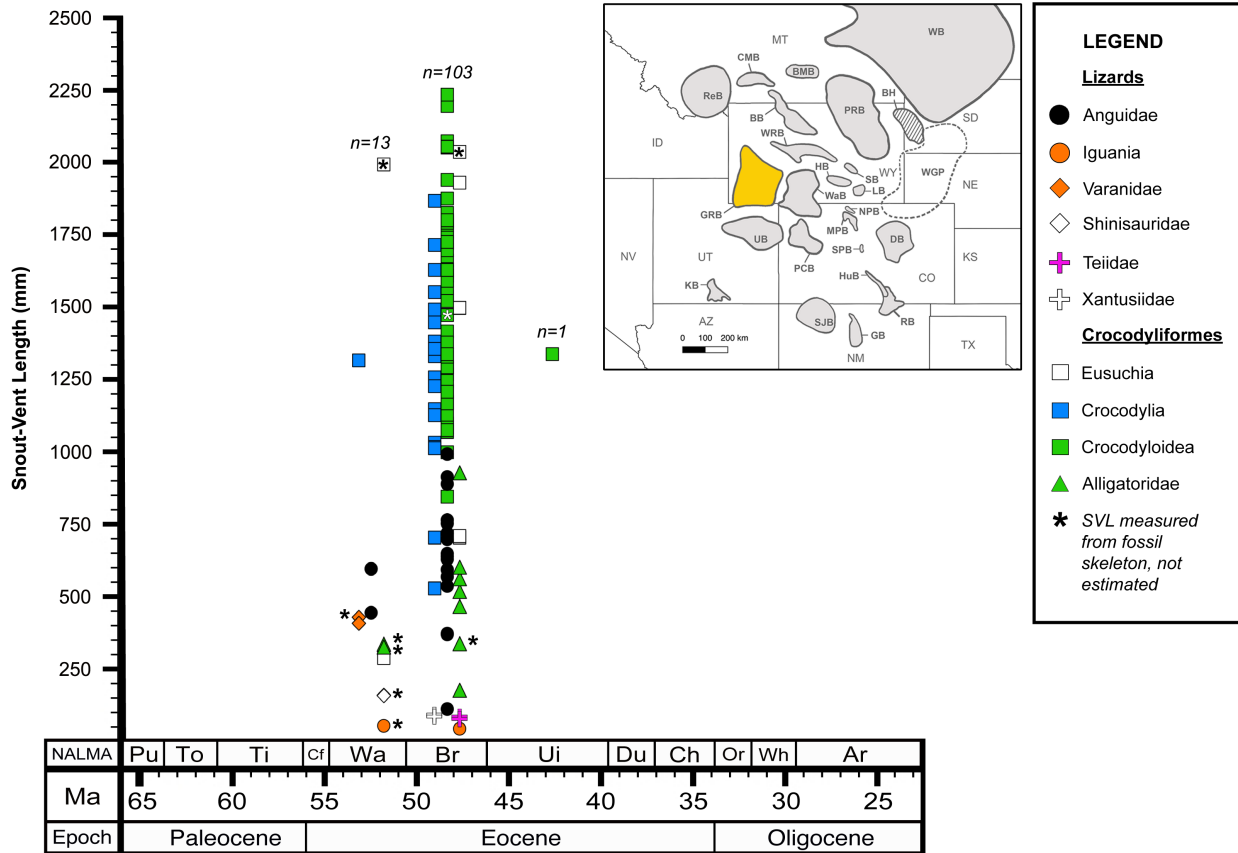 Snout-Vent Length (mm)
2500
2250
2000
1750
1500
1250
1000
750
500
250
n=13
n=103
n=1
*
*
*
*
*
*
*
*
*
MT
WB
CMB
BMB
ReB
BH
PRB
BB
SD
WRB
ID
HB
SB
WY
WGP
LB
NE
WaB
GRB
NPB
MPB
UB
SPB
DB
NV
UT
PCB
KS
HuB
CO
KB
AZ
SJB
GB
RB
TX
NM
0 100 200 km
LEGEND
Lizards
Anguidae
Iguania
Varanidae
Shinisauridae
Teiidae
Xantusiidae
Crocodyliformes
Eusuchia
Crocodylia
Crocodyloidea
Alligatoridae
* SVL measured
from fossil
skeleton, not
estimated
NALMA Pu To Ti Cf Wa Br Ui Du Ch Or Wh Ar
Ma 65 60 55 50 45 40 35 30 25
Epoch Paleocene Eocene Oligocene